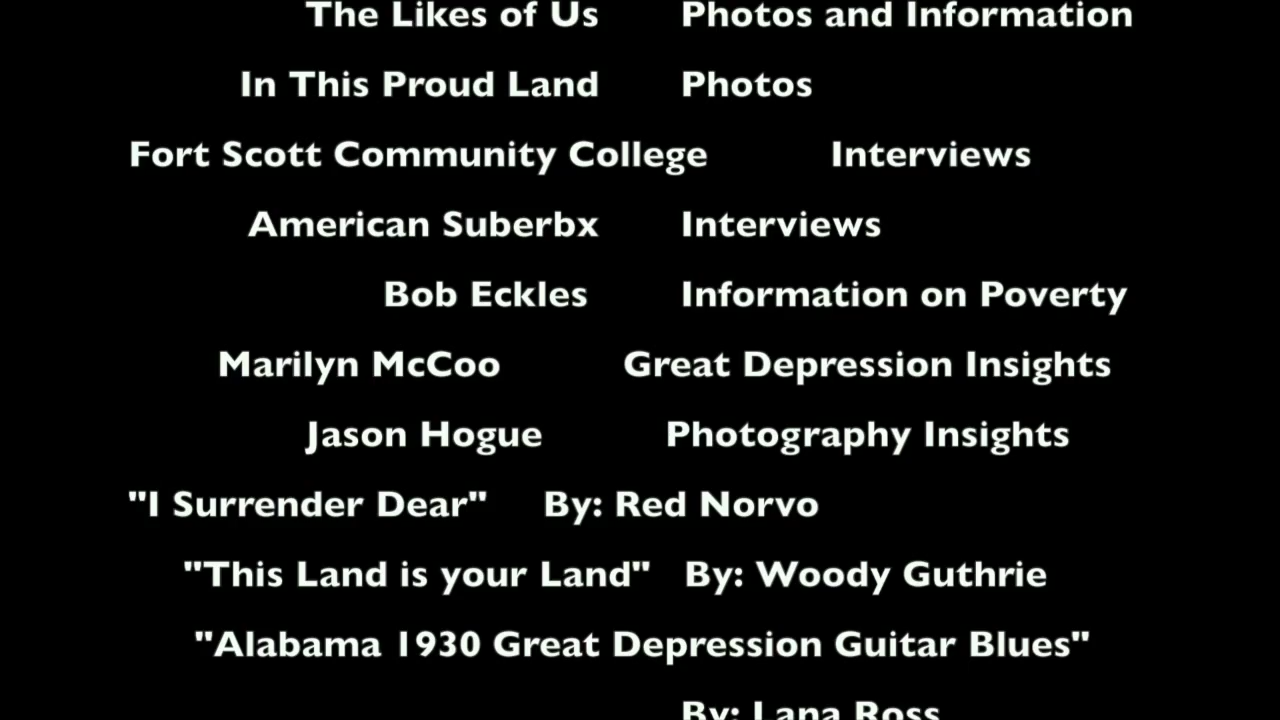 The Likes of Us Photos and Information
In This Proud Land Photos
Fort Scott Community College Interviews
American Suberbx Interviews
Bob Eckles Information on Poverty
Marilyn McCoo Great Depression Insights
Jason Hogue Photography Insights
"I Surrender Dear" By: Red Norvo
"This Land is your Land" By: Woody Guthrie
"Alabama 1930 Great Depression Guitar Blues"
By: Lana Ross